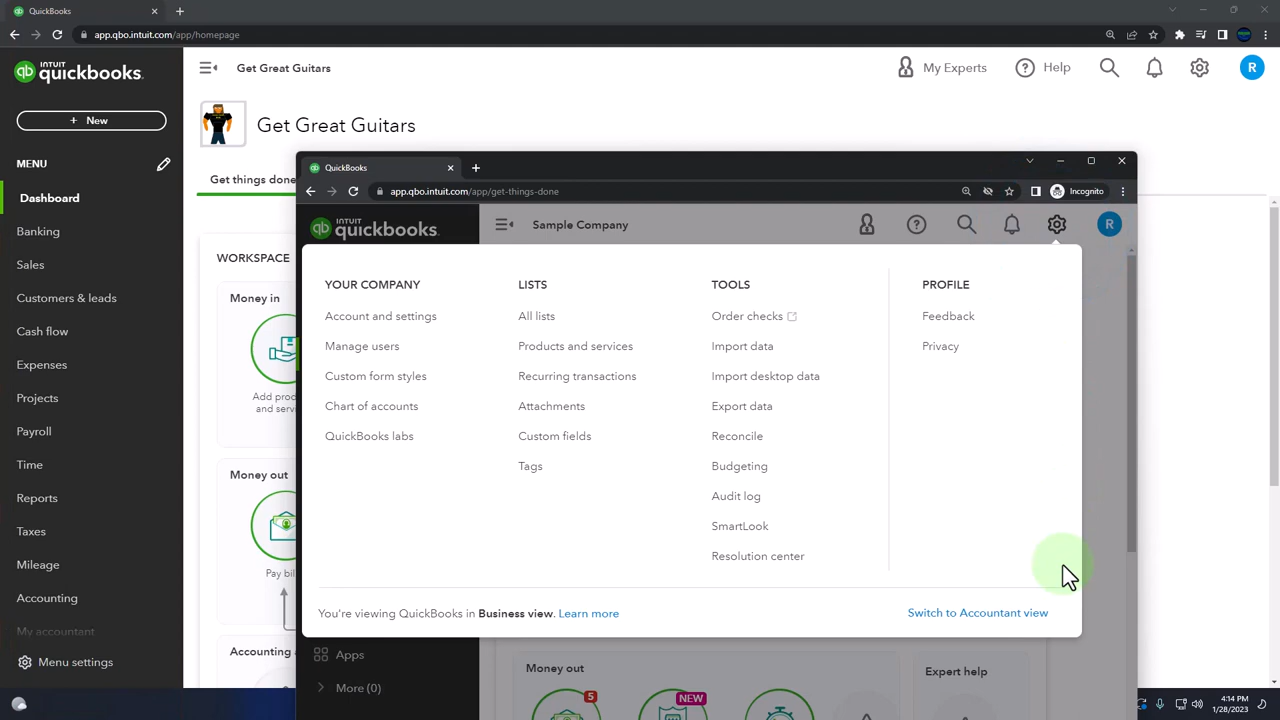 QuickBooks
app.qbo.intuit.com/app/homepage
INTUIT
quickbooks.
Get Great Guitars
My Experts
Help
R
+ New
Get Great Guitars
MENU
Get things done
Dashboard
Banking
Sales
Customers & leads
Cash flow
Expenses
Projects
Payroll
Time
Reports
Taxes
Mileage
Accounting
My accountant
Menu settings
WORKSPACE
Money in
Money out
Pay bil
Accounting
QuickBooks
app.qbo.intuit.com/app/get-things-done
Incognito
INTUIT
quickbooks.
Sample Company
R
YOUR COMPANY
Account and settings
Manage users
Custom form styles
Chart of accounts
QuickBooks labs
LISTS
All lists
Products and services
Recurring transactions
Attachments
Custom fields
Tags
TOOLS
Order checks
Import data
Import desktop data
Export data
Reconcile
Budgeting
Audit log
SmartLook
Resolution center
PROFILE
Feedback
Privacy
You're viewing QuickBooks in Business view. Learn more
Switch to Accountant view
Apps
More (0)
Money out
5
NEW
Expert help
4:14 PM
1/28/2023